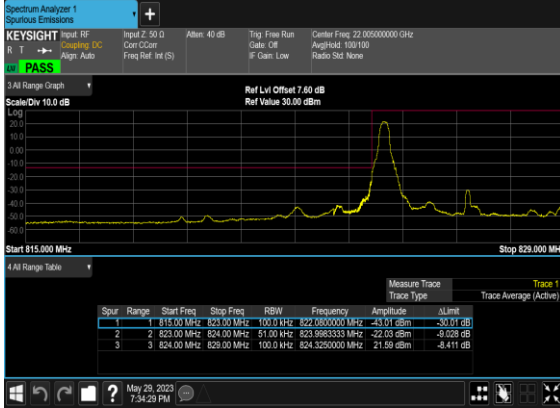 Spectrum Analyzer 1
Spurious Emissions
+
KEYSIGHT Input: RF Input Z: 50 Ω Atten: 40 dB Trig: Free Run Center Freq: 22.005000000 GHz
R T Coupling: DC Corr CCorr Gate: Off Avg|Hold: 100/100
Align: Auto Freq Ref: Int (S) IF Gain: Low Radio Std: None
PASS
3 All Range Graph Ref Lvl Offset 7.60 dB
Scale/Div 10.0 dB Ref Value 30.00 dBm
Log
20.0
10.0
0.00
-10.0
-20.0
-30.0
-40.0
-50.0
-60.0
Start 815.000 MHz Stop 829.000 MH
4 All Range Table
Measure Trace Trace 1
Trace Type Trace Average (Active)
Spur Range Start Freq Stop Freq RBW Frequency Amplitude ΔLimit
1 1 815.00 MHz 823.00 MHz 100.0 kHz 822.0800000 MHz -43.01 dBm -30.01 dB
2 2 823.00 MHz 824.00 MHz 51.00 kHz 823.9983333 MHz -22.03 dBm -9.028 dB
3 3 824.00 MHz 829.00 MHz 100.0 kHz 824.3250000 MHz 21.59 dBm -8.411 dB
? May 29, 2023
7:34:29 PM